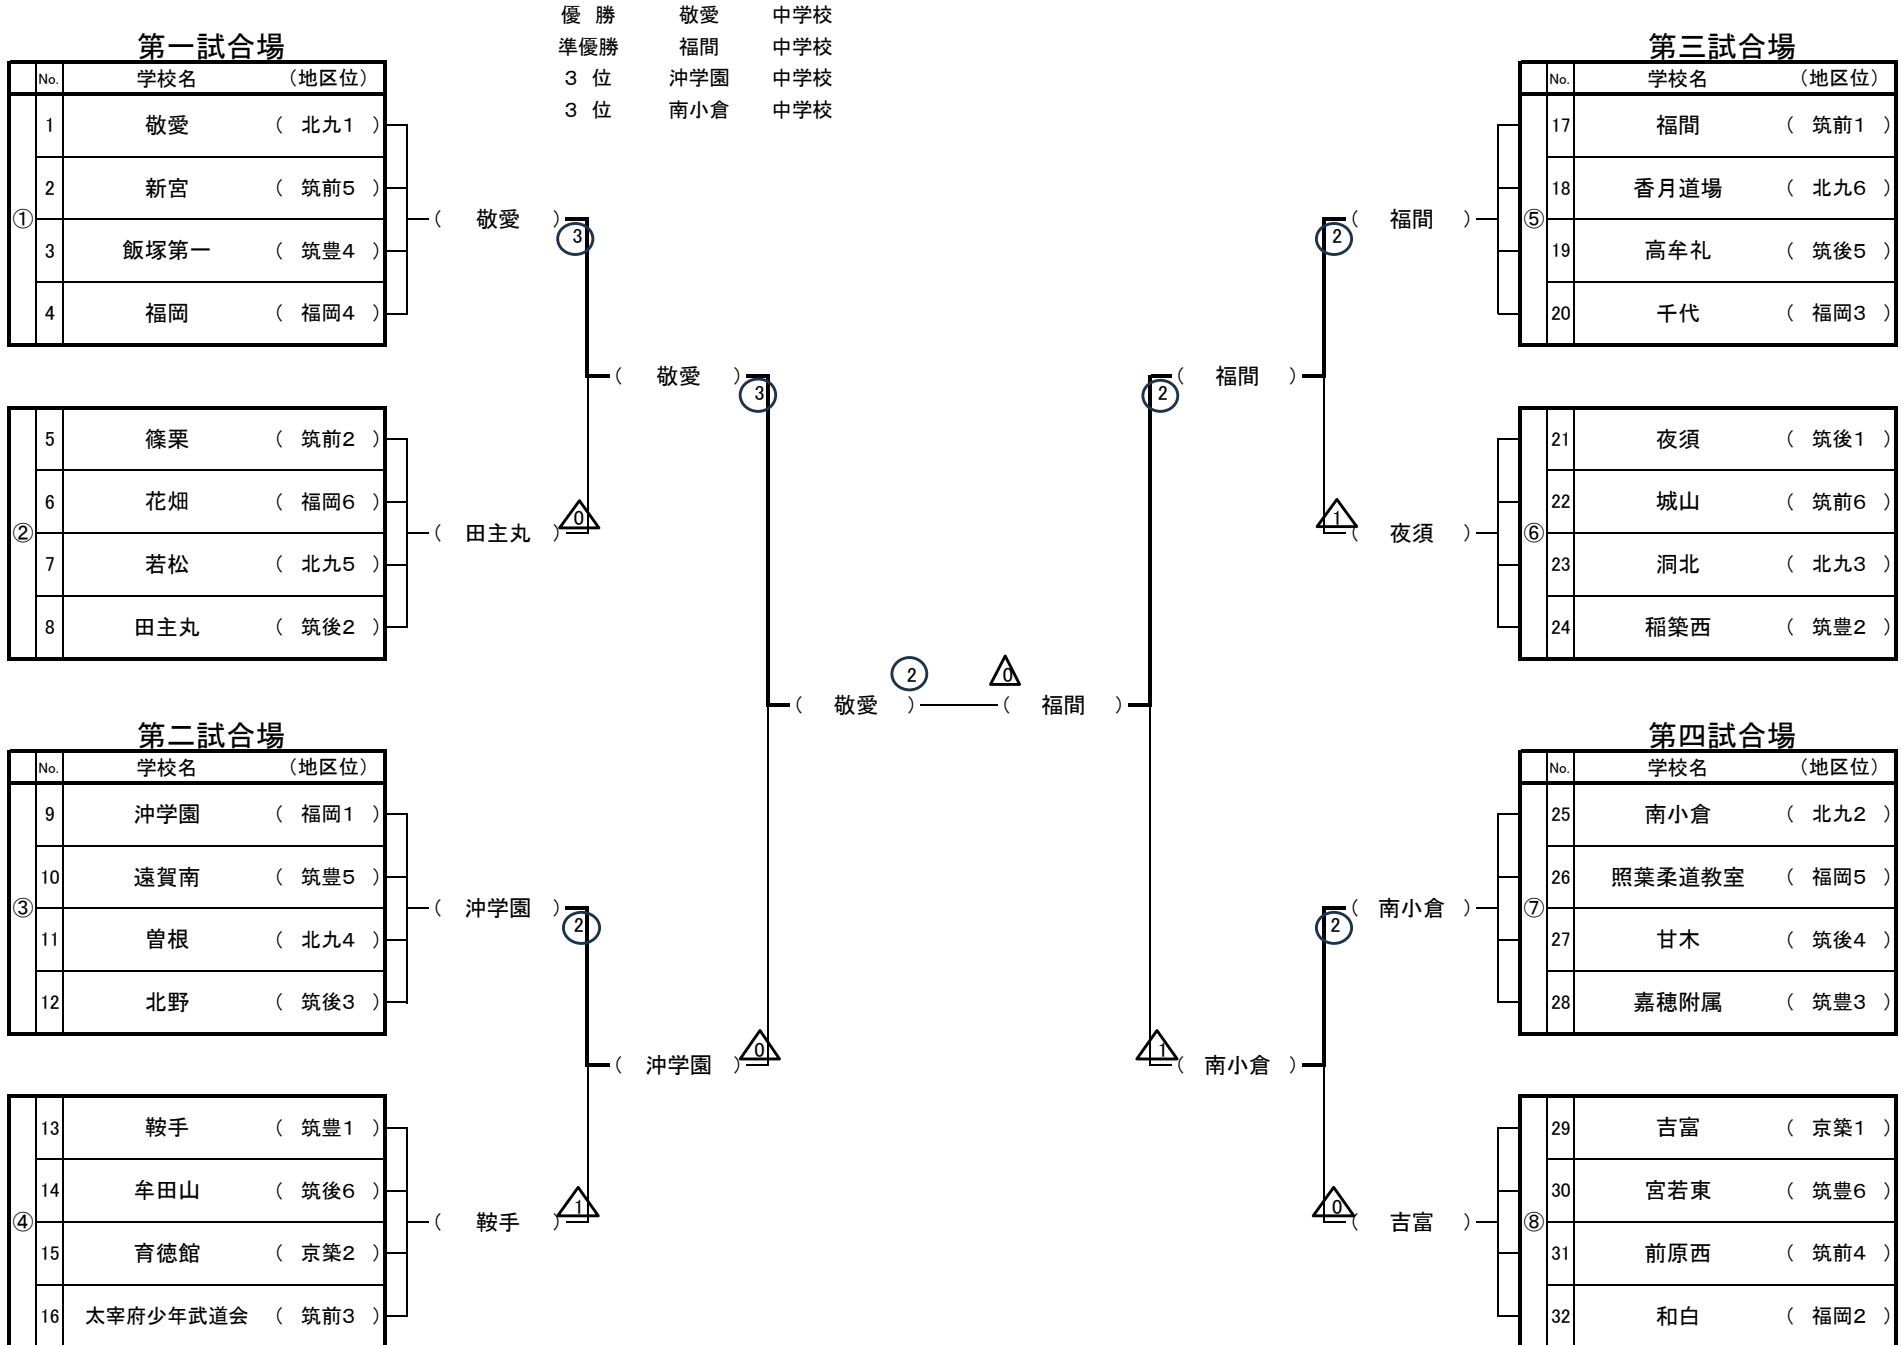 優 勝 敬愛 中学校
準優勝 福間 中学校
3 位 沖学園 中学校
3 位 南小倉 中学校
第一試合場
No. 学校名 （地区位）
①
1 敬愛 （ 北九1 ）
2 新宮 （ 筑前5 ）
3 飯塚第一 （ 筑豊4 ）
4 福岡 （ 福岡4 ）
②
5 篠栗 （ 筑前2 ）
6 花畑 （ 福岡6 ）
7 若松 （ 北九5 ）
8 田主丸 （ 筑後2 ）
第二試合場
No. 学校名 （地区位）
③
9 沖学園 （ 福岡1 ）
10 遠賀南 （ 筑豊5 ）
11 曽根 （ 北九4 ）
12 北野 （ 筑後3 ）
④
13 鞍手 （ 筑豊1 ）
14 牟田山 （ 筑後6 ）
15 育徳館 （ 京築2 ）
16 太宰府少年武道会 （ 筑前3 ）
（ 敬愛 ）
3
（ 田主丸 ）
0
（ 沖学園 ）
2
（ 鞍手 ）
1
（ 敬愛 ）
3
（ 沖学園 ）
0
（ 敬愛 ）
2
0
（ 福間 ）
（ 福間 ）
2
（ 南小倉 ）
1
（ 福間 ）
2
（ 夜須 ）
1
（ 南小倉 ）
2
（ 吉富 ）
0
第三試合場
No. 学校名 （地区位）
⑤
17 福間 （ 筑前1 ）
18 香月道場 （ 北九6 ）
19 高牟礼 （ 筑後5 ）
20 千代 （ 福岡3 ）
⑥
21 夜須 （ 筑後1 ）
22 城山 （ 筑前6 ）
23 洞北 （ 北九3 ）
24 稲築西 （ 筑豊2 ）
第四試合場
No. 学校名 （地区位）
⑦
25 南小倉 （ 北九2 ）
26 照葉柔道教室 （ 福岡5 ）
27 甘木 （ 筑後4 ）
28 嘉穂附属 （ 筑豊3 ）
⑧
29 吉富 （ 京築1 ）
30 宮若東 （ 筑豊6 ）
31 前原西 （ 筑前4 ）
32 和白 （ 福岡2 ）